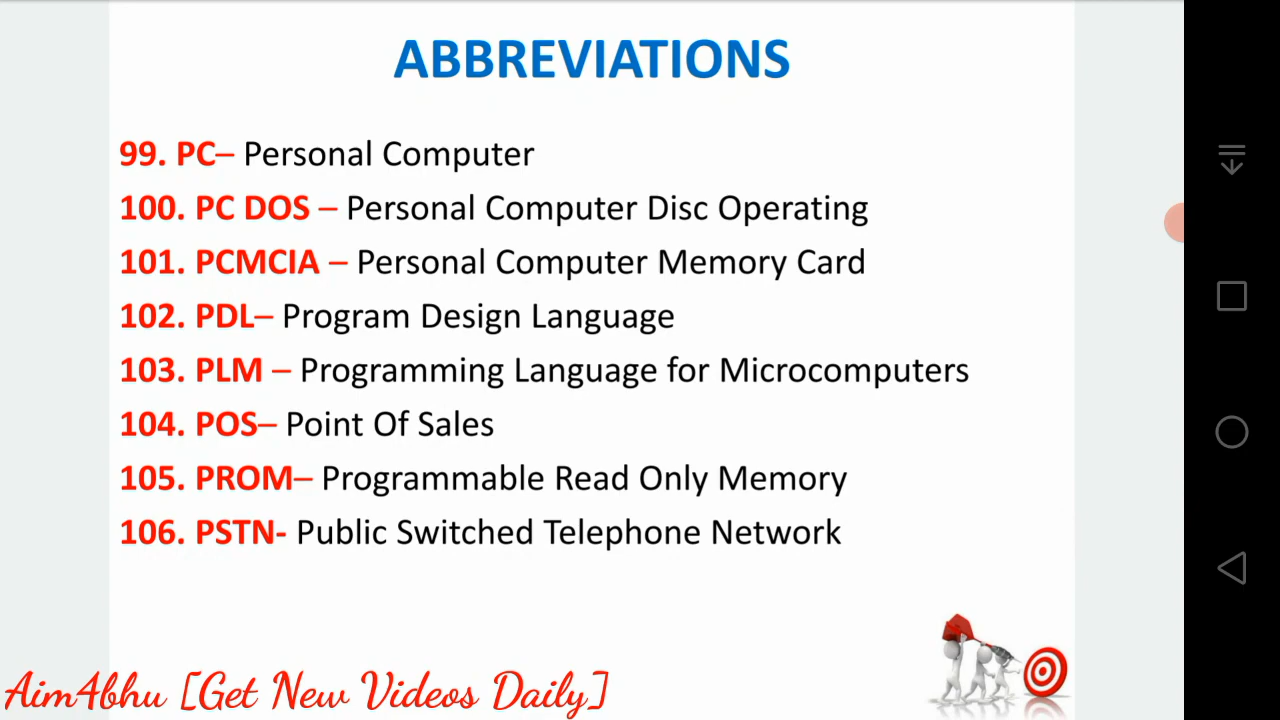 ABBREVIATIONS
99. PC– Personal Computer
100. PC DOS – Personal Computer Disc Operating
101. PCMCIA – Personal Computer Memory Card
102. PDL– Program Design Language
103. PLM – Programming Language for Microcomputers
104. POS– Point Of Sales
105. PROM– Programmable Read Only Memory
106. PSTN- Public Switched Telephone Network
Aim4bhu [Get New Videos Daily]